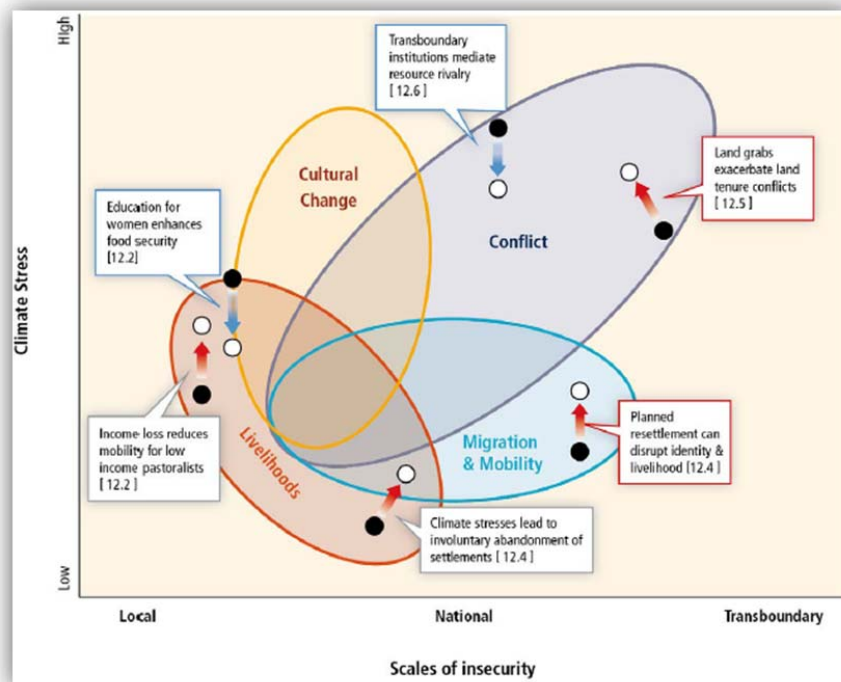 High
Transboundary
institutions mediate
resource rivalry
[ 12.6]
Cultural
Change
Land grabs
exacerbate land
tenure conflicts
[ 12.5]
Education for
women enhances
food security
[12.2]
Conflict
Climate Stress
Income loss reduces
mobility for low
income pastoralists
[ 12.2]
Livelihoods
Migration
& Mobility
Planned
resettlement can
disrupt identity &
livelihood [12.4]
Climate stresses lead to
involuntary abandonment of
settlements [ 12.4]
Low
Local
National
Transboundary
Scales of insecurity